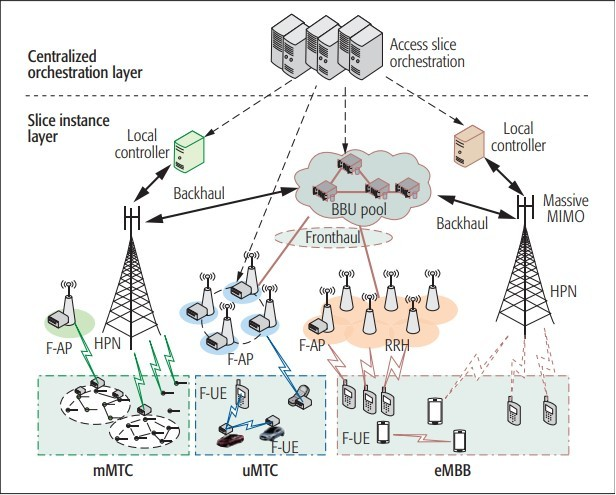 Centralized
orchestration layer
Access slice
orchestration
Slice instance
layer
Local
controller
Local
controller
Backhaul
BBU pool
Backhaul
Massive
MIMO
Fronthaul
HPN
F-AP
HPN
F-AP
F-AP
RRH
F-UE
F-UE
F-UE
mMTC
uMTC
eMBB